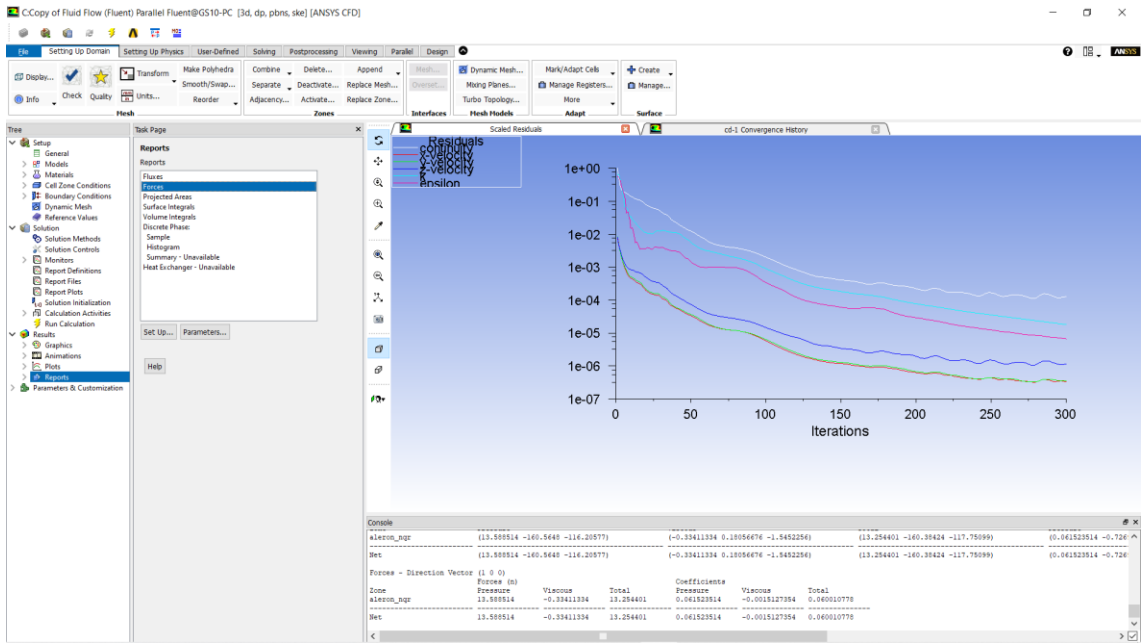 C:Copy of Fluid Flow (Fluent) Parallel Fluent@GS10-PC [3d, dp, pbns, ske] [ANSYS CFD]
File Setting Up Domain Setting Up Physics User-Defined Solving Postprocessing Viewing Parallel Design ANSYS
Display... Transform Make Polyhedra Combine Delete... Append Mesh... Dynamic Mesh... Mark/Adapt Cells Create
Check Quality Smooth/Swap... Separate Deactivate... Replace Mesh... Overset... Mixing Planes... Manage Registers... Manage...
Info Units... Reorder Adjacency... Activate... Replace Zone... Turbo Topology... More
Mesh Zones Interfaces Mesh Models Adapt Surface
Tree
Setup
General
Models
Materials
Cell Zone Conditions
Boundary Conditions
Dynamic Mesh
Reference Values
Solution
Solution Methods
Solution Controls
Monitors
Report Definitions
Report Files
Report Plots
Solution Initialization
Calculation Activities
Run Calculation
Results
Graphics
Animations
Plots
Reports
Parameters & Customization
Task Page
Reports
Reports
Fluxes
Forces
Projected Areas
Surface Integrals
Volume Integrals
Discrete Phase:
Sample
Histogram
Summary - Unavailable
Heat Exchanger - Unavailable
Set Up... Parameters...
Help
Scaled Residuals cd-1 Convergence History
Residuals
continuity
x-velocity
y-velocity
z-velocity
k
epsilon
1e+00
1e-01
1e-02
1e-03
1e-04
1e-05
1e-06
1e-07
0 50 100 150 200 250 300
Iterations
Console
aleron_nqr (13.588514 -160.5648 -116.20577) (-0.33411334 0.18056676 -1.5452256) (13.254401 -160.38424 -117.75099) (0.061523514 -0.726
Net (13.588514 -160.5648 -116.20577) (-0.33411334 0.18056676 -1.5452256) (13.254401 -160.38424 -117.75099) (0.061523514 -0.726
Forces - Direction Vector (1 0 0)
Forces (n) Coefficients
Zone Pressure Viscous Total Pressure Viscous Total
aleron_nqr 13.588514 -0.33411334 13.254401 0.061523514 -0.0015127354 0.060010778
Net 13.588514 -0.33411334 13.254401 0.061523514 -0.0015127354 0.060010778